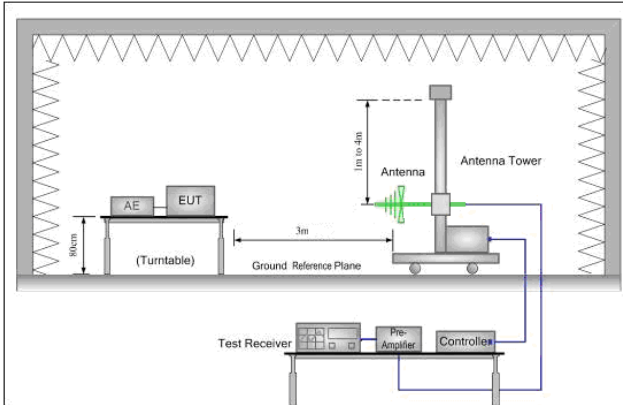 1m to 4m
Antenna
Antenna Tower
AE
EUT
80cm
(Turntable)
3m
Ground Reference Plane
Test Receiver
Pre-
Amplifier
Controller